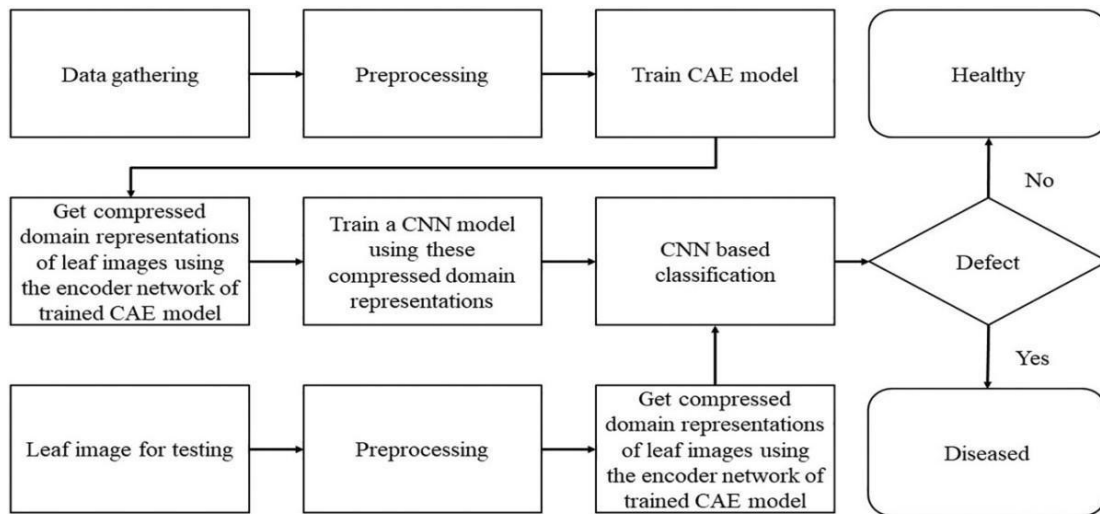 Data gathering
Preprocessing
Train CAE model
Healthy
No
Get compressed
domain representations
of leaf images using
the encoder network of
trained CAE model
Train a CNN model
using these
compressed domain
representations
CNN based
classification
Defect
Yes
Leaf image for testing
Preprocessing
Get compressed
domain representations
of leaf images using
the encoder network of
trained CAE model
Diseased